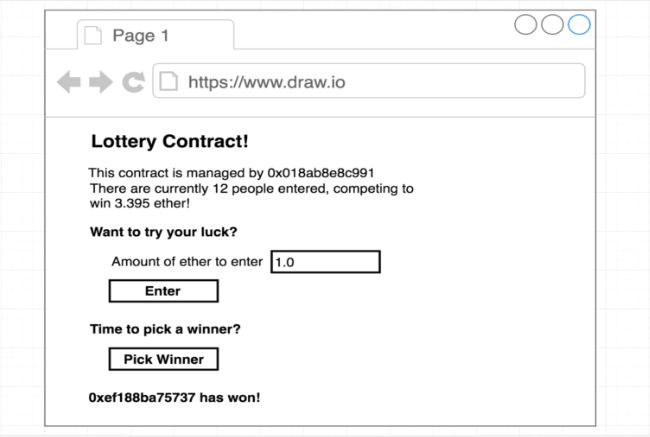 Page 1
https://www.draw.io
Lottery Contract!
This contract is managed by 0x018ab8e8c991
There are currently 12 people entered, competing to
win 3.395 ether!
Want to try your luck?
Amount of ether to enter 1.0
Enter
Time to pick a winner?
Pick Winner
0xef188ba75737 has won!